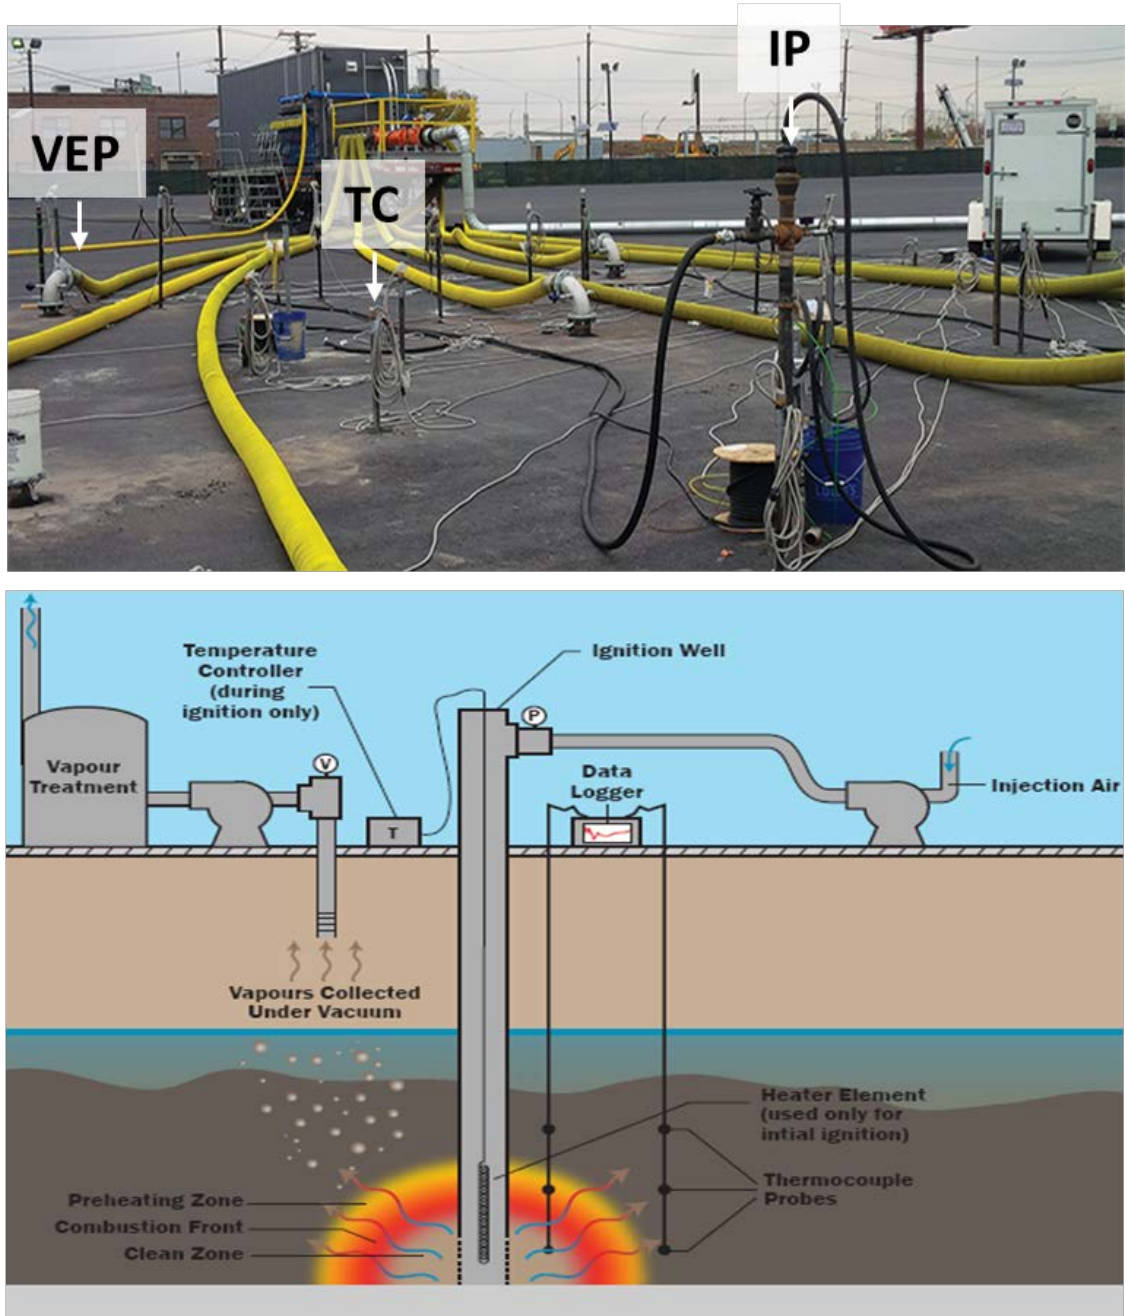 IP
VEP
TC
Temperature
Controller
(during
ignition only)
Ignition Well
P
Vapour
Treatment
V
Data
Logger
Injection Air
T
Vapours Collected
Under Vacuum
Heater Element
(used only for
intial ignition)
Preheating Zone
Combustion Front
Clean Zone
Thermocouple
Probes